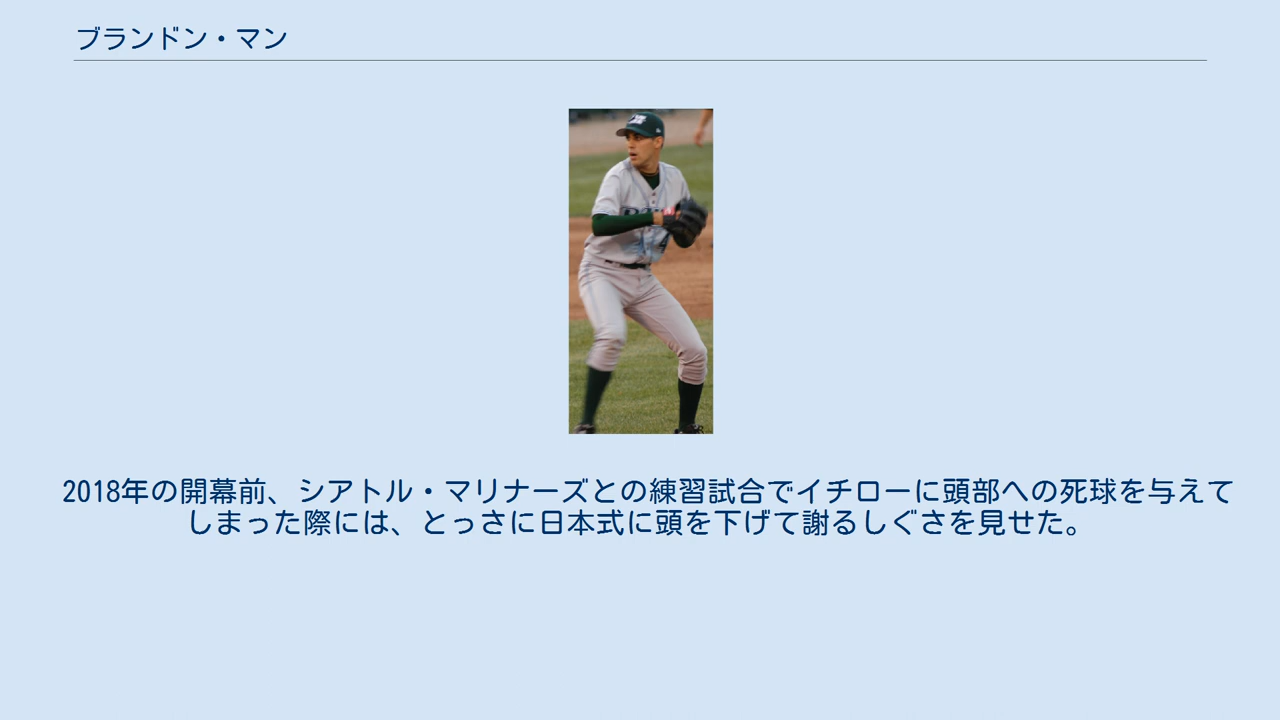 ブランドン・マン
2018年の開幕前、シアトル・マリナーズとの練習試合でイチローに頭部への死球を与えて
しまった際には、とっさに日本式に頭を下げて謝るしぐさを見せた。